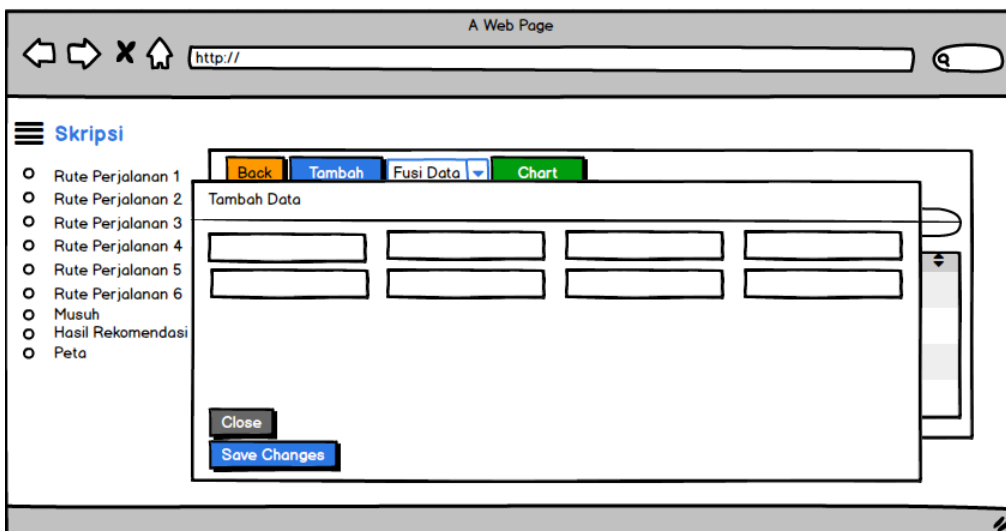 A Web Page
http://
Skripsi
Rute Perjalanan 1
Rute Perjalanan 2
Rute Perjalanan 3
Rute Perjalanan 4
Rute Perjalanan 5
Rute Perjalanan 6
Musuh
Hasil Rekomendasi
Peta
Back Tambah Fusi Data Chart
Tambah Data
Close
Save Changes